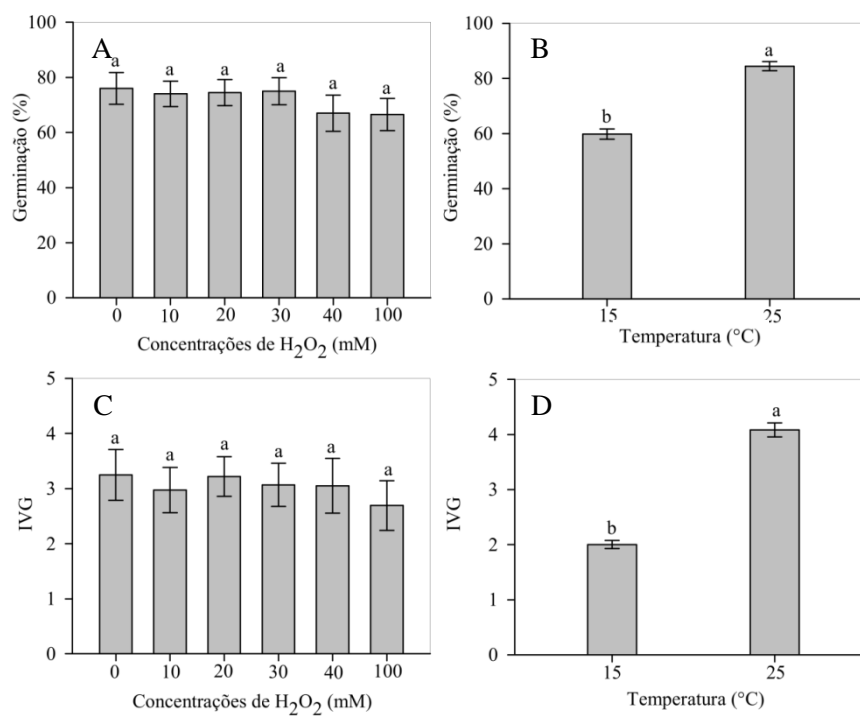 A
Germinação (%)
100
80
60
40
20
0
a a a a a a
0 10 20 30 40 100
Concentrações de H2O2 (mM)
B
Germinação (%)
100
80
60
40
20
0
b a
15 25
Temperatura (°C)
C
IVG
5
4
3
2
1
0
a a a a a a
0 10 20 30 40 100
Concentrações de H2O2 (mM)
D
IVG
5
4
3
2
1
0
b a
15 25
Temperatura (°C)